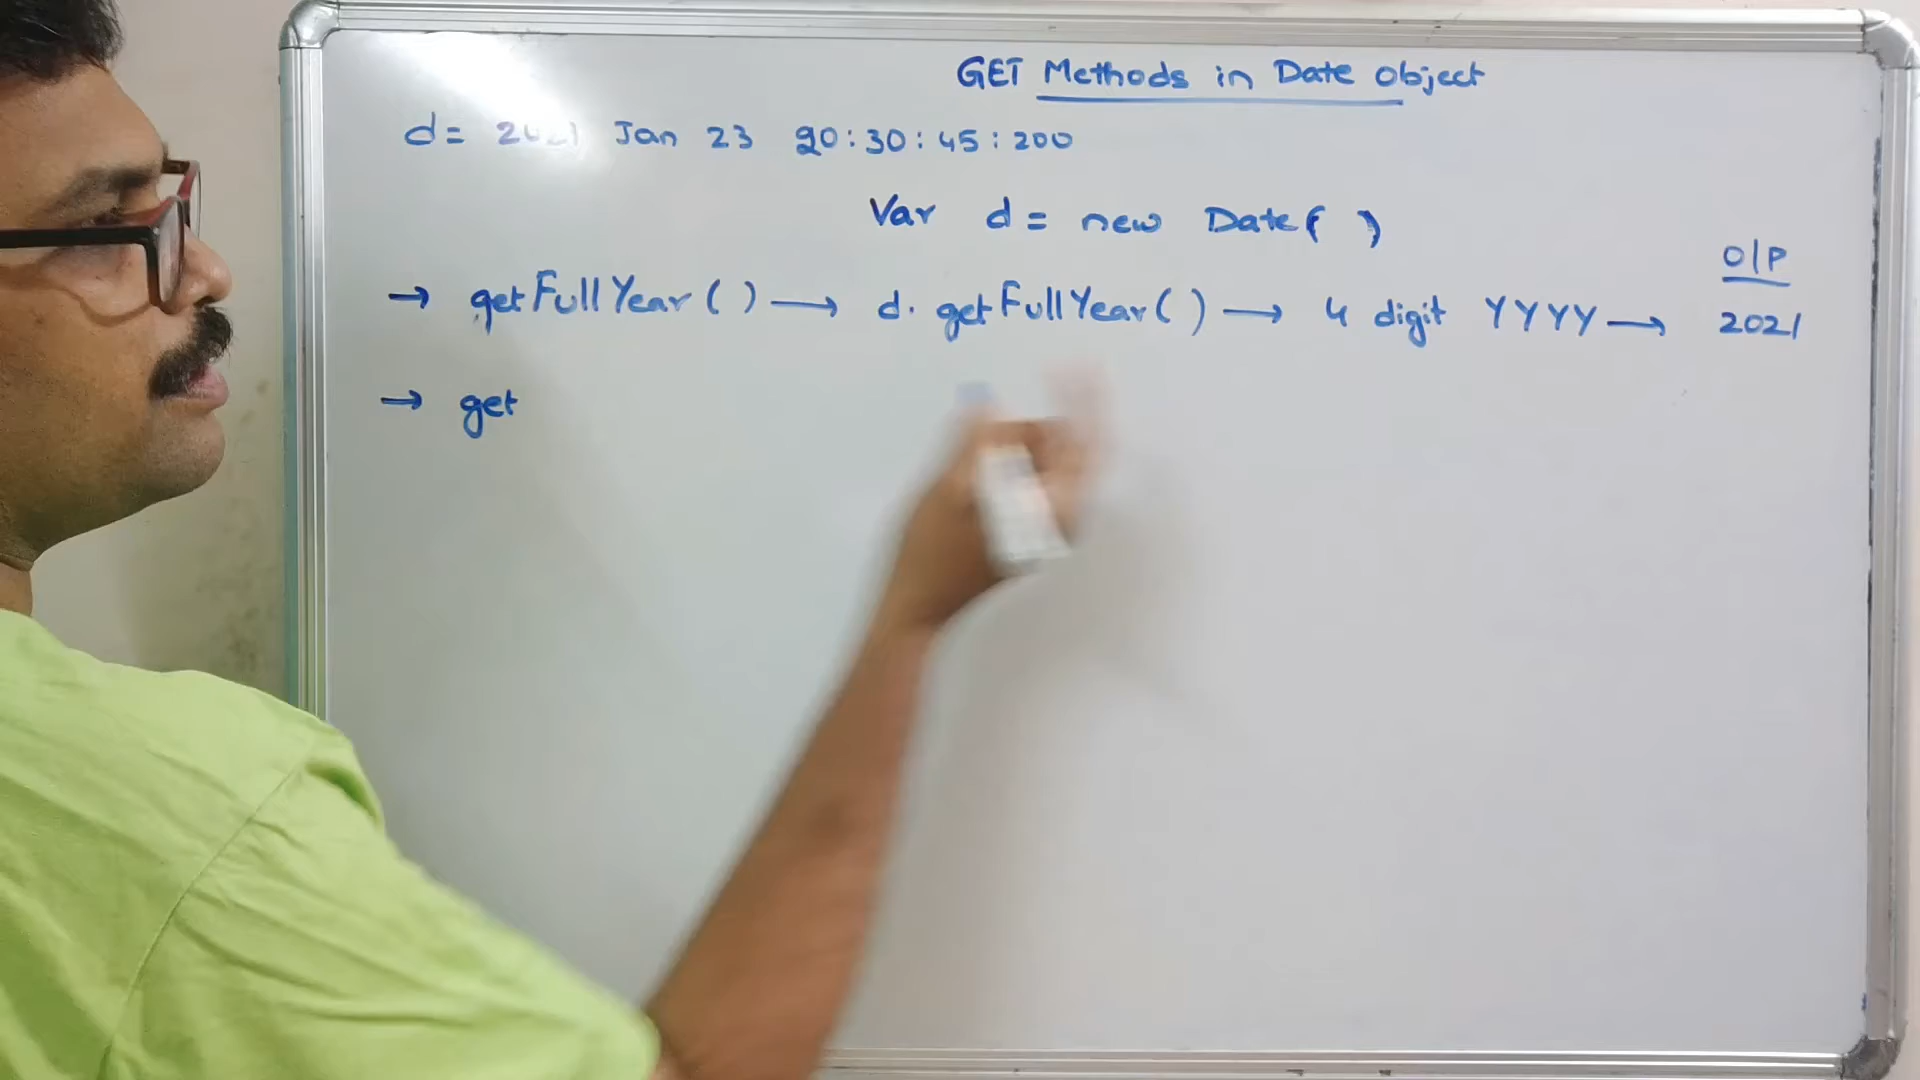 GET Methods in Date object
d= 2021 Jan 23 20:30:45:200
Var d= new Date( )
O/P
→ getFullYear( ) → d. getFullYear( ) → 4 digit YYYY → 2021
→ get